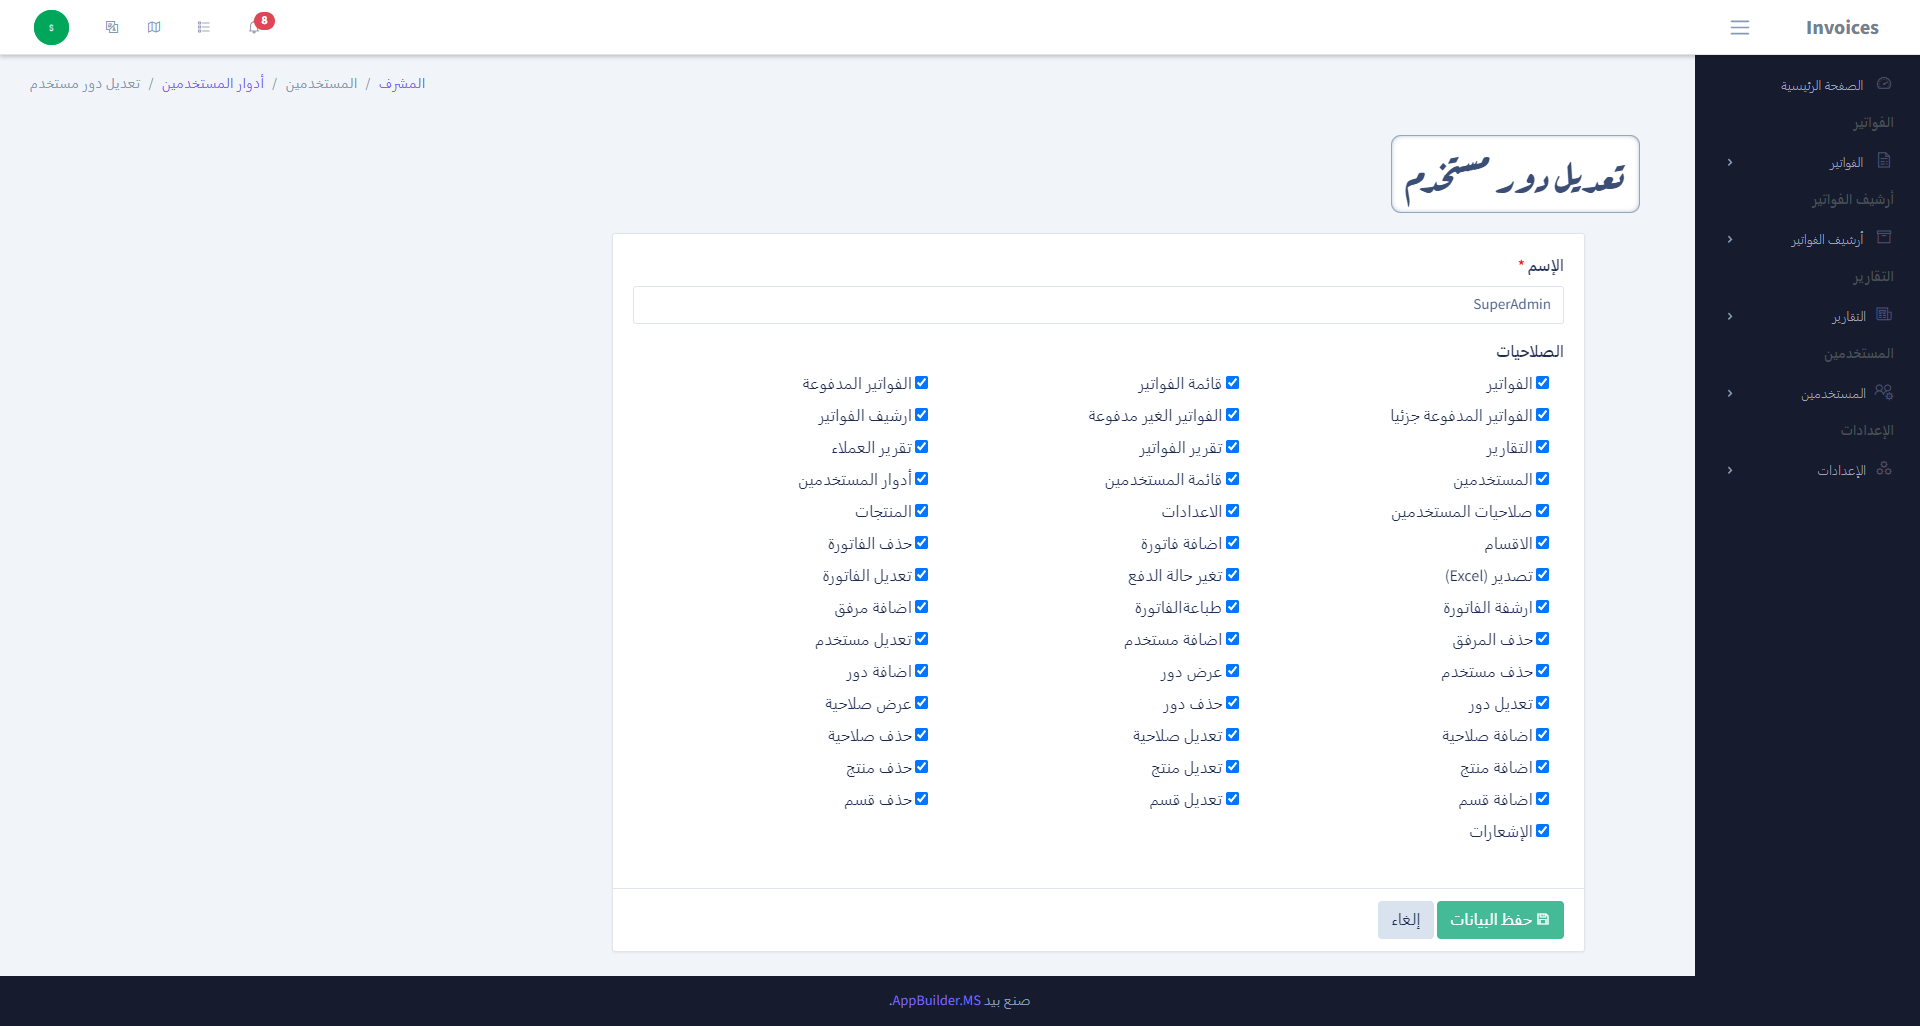 Invoices
8
s
المشرف / المستخدمين / أدوار المستخدمين / تعديل دور مستخدم
الصفحة الرئيسية
الفواتير
الفواتير
أرشيف الفواتير
أرشيف الفواتير
التقارير
التقارير
المستخدمين
المستخدمين
الإعدادات
الإعدادات
تعديل دور مستخدم
الإسم *
SuperAdmin
الصلاحيات
الفواتير قائمة الفواتير الفواتير المدفوعة
الفواتير المدفوعة جزئيا الفواتير الغير مدفوعة ارشيف الفواتير
التقارير تقرير الفواتير تقرير العملاء
المستخدمين قائمة المستخدمين أدوار المستخدمين
صلاحيات المستخدمين الاعدادات المنتجات
الاقسام اضافة فاتورة حذف الفاتورة
تصدير (Excel) تغير حالة الدفع تعديل الفاتورة
ارشفة الفاتورة طباعةالفاتورة اضافة مرفق
حذف المرفق اضافة مستخدم تعديل مستخدم
حذف مستخدم عرض دور اضافة دور
تعديل دور حذف دور عرض صلاحية
اضافة صلاحية تعديل صلاحية حذف صلاحية
اضافة منتج تعديل منتج حذف منتج
اضافة قسم تعديل قسم حذف قسم
الإشعارات
حفظ البيانات إلغاء
صنع بيد AppBuilder.MS.